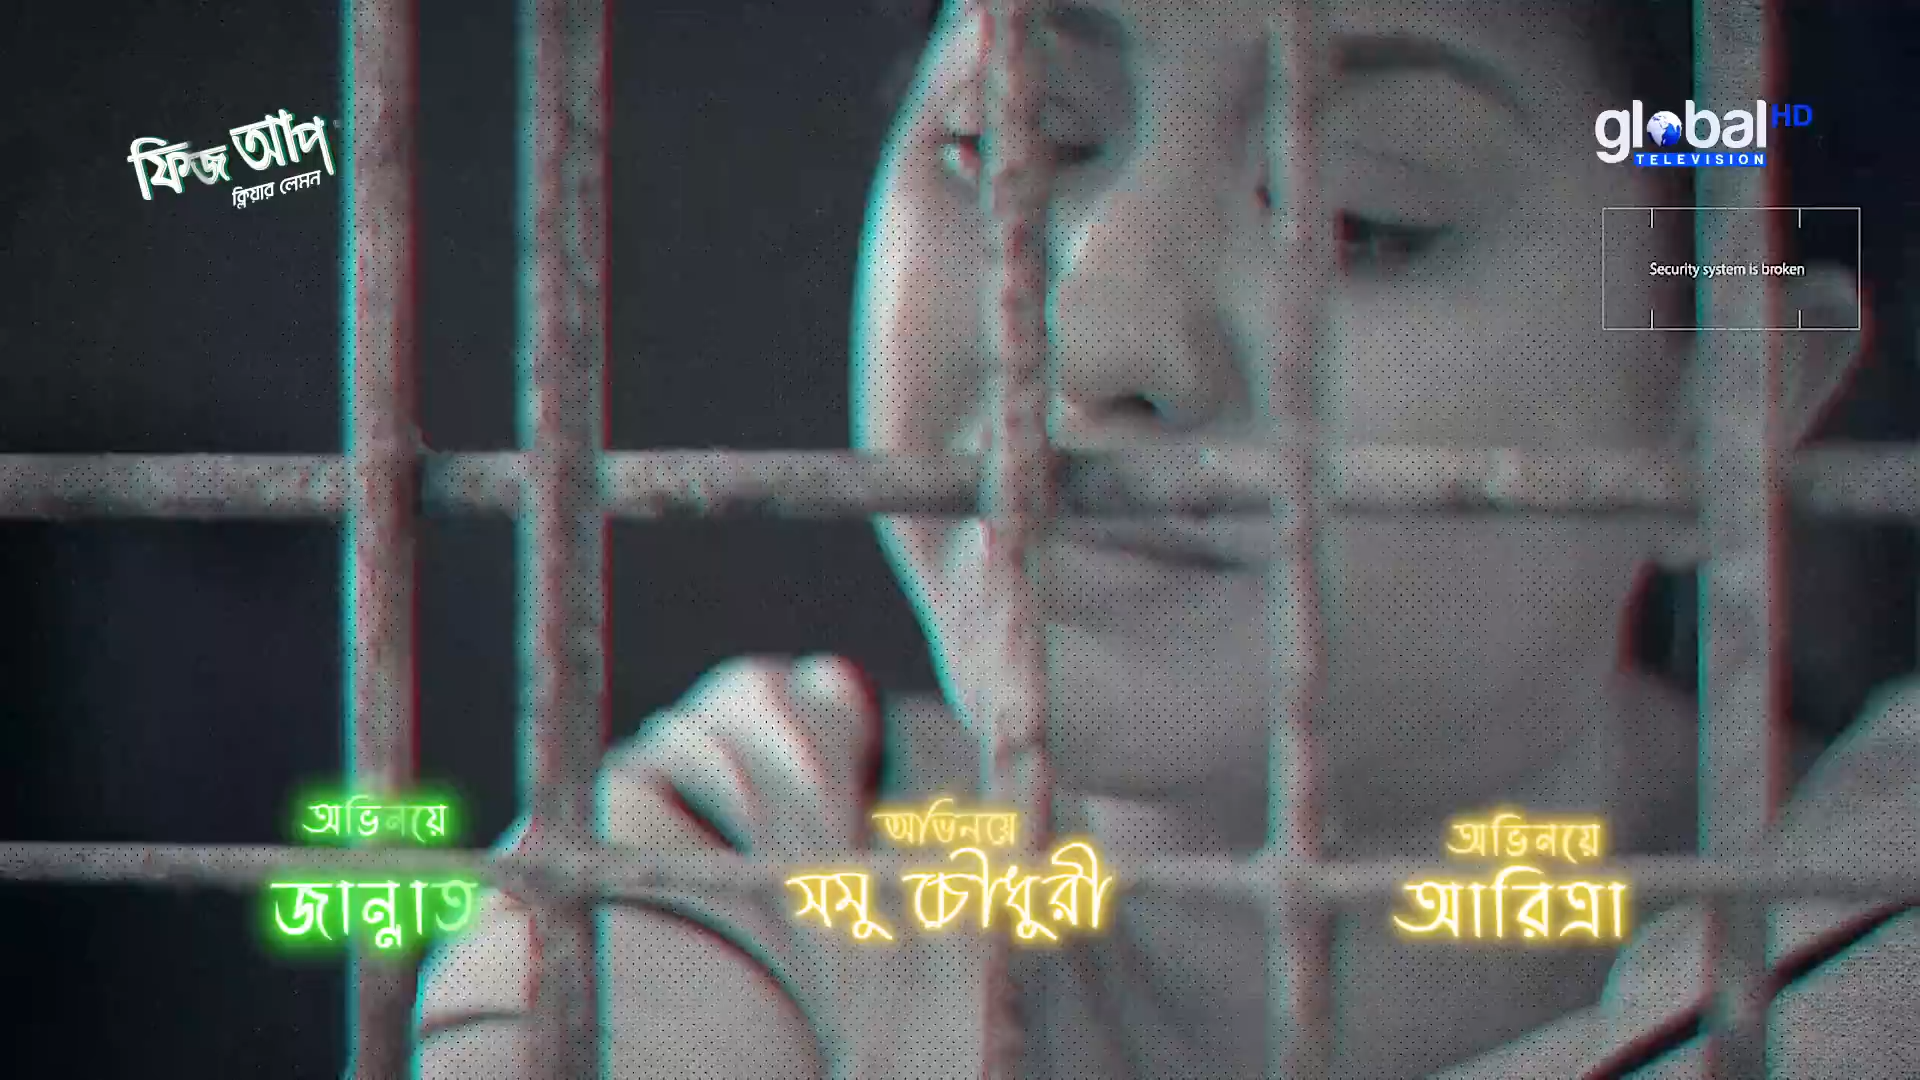 ফিজ আপ
ক্লিয়ার লেমন
global HD
TELEVISION
Security system is broken
অভিনয়ে
জান্নাত
অভিনয়ে
সমু চৌধুরী
অভিনয়ে
আরিত্রা